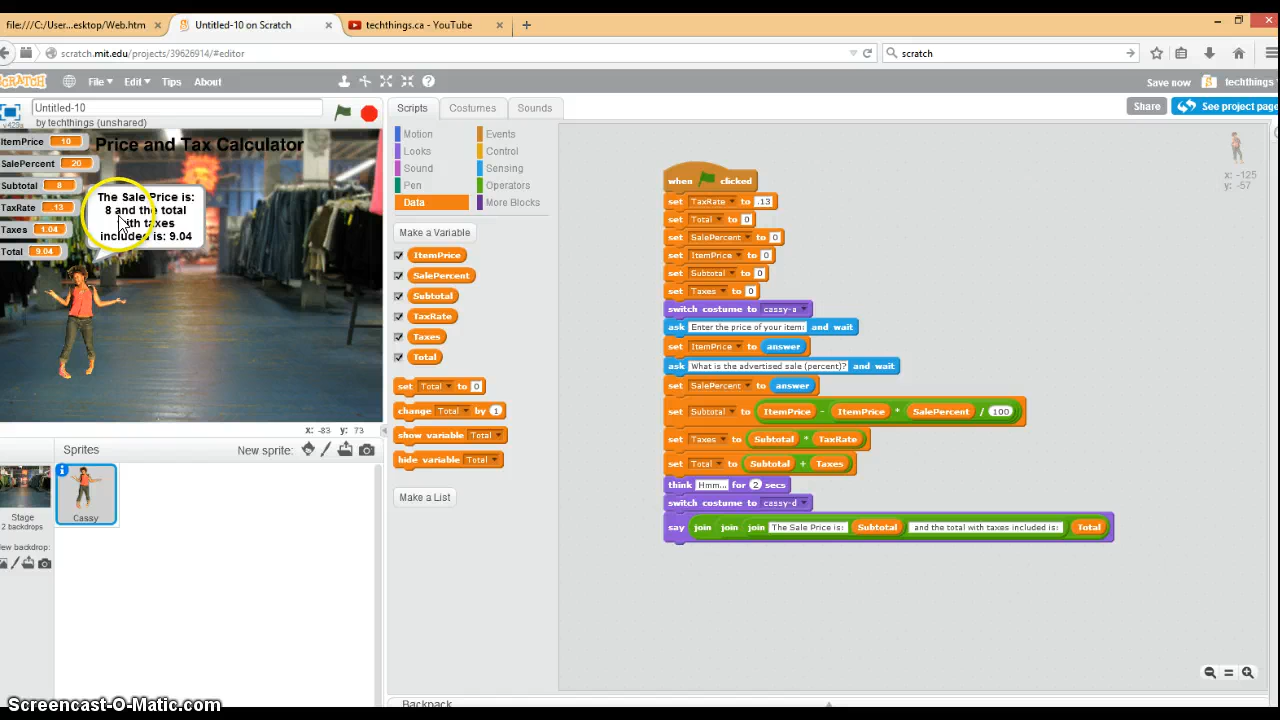 file:///C:/User...esktop/Web.htm
Untitled-10 on Scratch
techthings.ca - YouTube
scratch.mit.edu/projects/39626914/#editor
scratch
SCRATCH File Edit Tips About
Save now techthings
Untitled-10
by techthings (unshared)
v429a
Scripts Costumes Sounds
Share See project page
ItemPrice 10
Price and Tax Calculator
SalePercent 20
Subtotal 8
TaxRate .13
Taxes 1.04
Total 9.04
The Sale Price is:
8 and the total
with taxes
included is: 9.04
x: -83 y: 73
Sprites New sprite:
Stage
2 backdrops
New backdrop:
Cassy
Motion Events
Looks Control
Sound Sensing
Pen Operators
Data More Blocks
Make a Variable
ItemPrice
SalePercent
Subtotal
TaxRate
Taxes
Total
set Total to 0
change Total by 1
show variable Total
hide variable Total
Make a List
x: -125
y: -57
when clicked
set TaxRate to .13
set Total to 0
set SalePercent to 0
set ItemPrice to 0
set Subtotal to 0
set Taxes to 0
switch costume to cassy-a
ask Enter the price of your item: and wait
set ItemPrice to answer
ask What is the advertised sale (percent)? and wait
set SalePercent to answer
set Subtotal to ItemPrice - ItemPrice * SalePercent / 100
set Taxes to Subtotal * TaxRate
set Total to Subtotal + Taxes
think Hmm... for 2 secs
switch costume to cassy-d
say join join join The Sale Price is: Subtotal and the total with taxes included is: Total
Backpack
Screencast-O-Matic.com